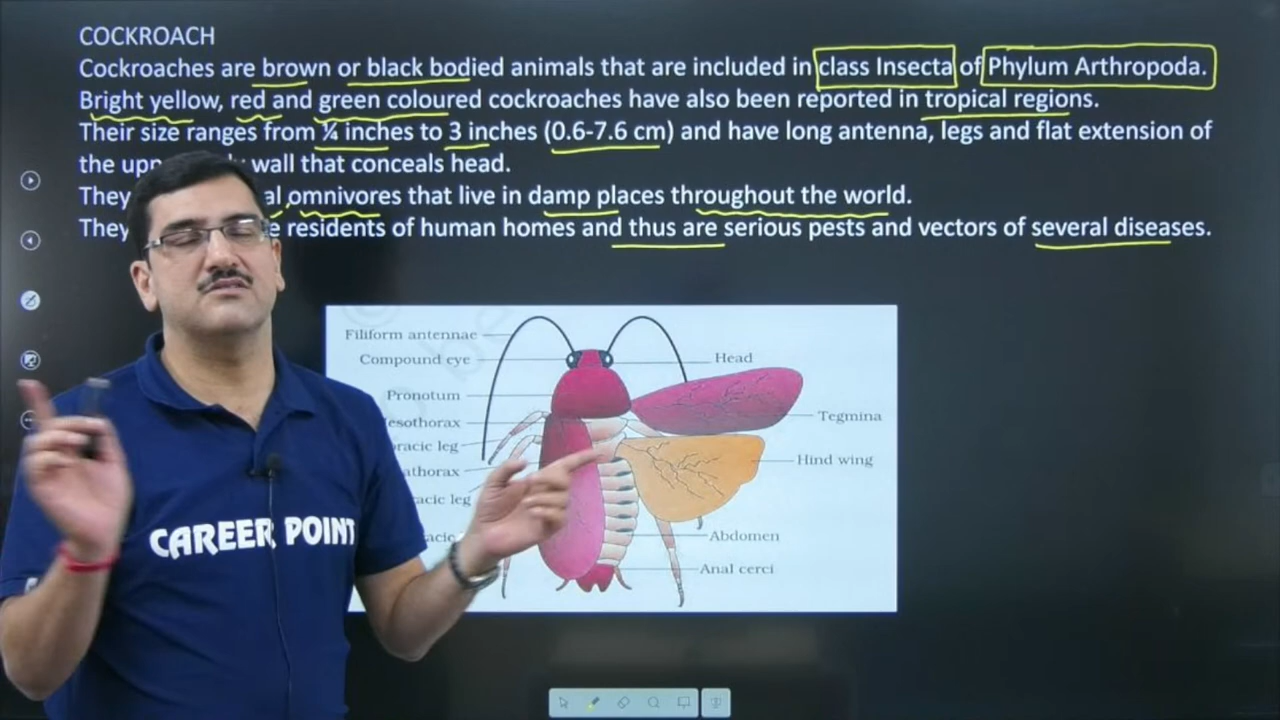 COCKROACH
Cockroaches are brown or black bodied animals that are included in class Insecta of Phylum Arthropoda.
Bright yellow, red and green coloured cockroaches have also been reported in tropical regions.
Their size ranges from ¼ inches to 3 inches (0.6-7.6 cm) and have long antenna, legs and flat extension of
the wall that conceals head.
They omnivores that live in damp places throughout the world.
They residents of human homes and thus are serious pests and vectors of several diseases.
Filiform antennae
Compound eye
Head
Pronotum
Tegmina
Hind wing
Abdomen
Anal cerci
leg
leg
CAREER POINT